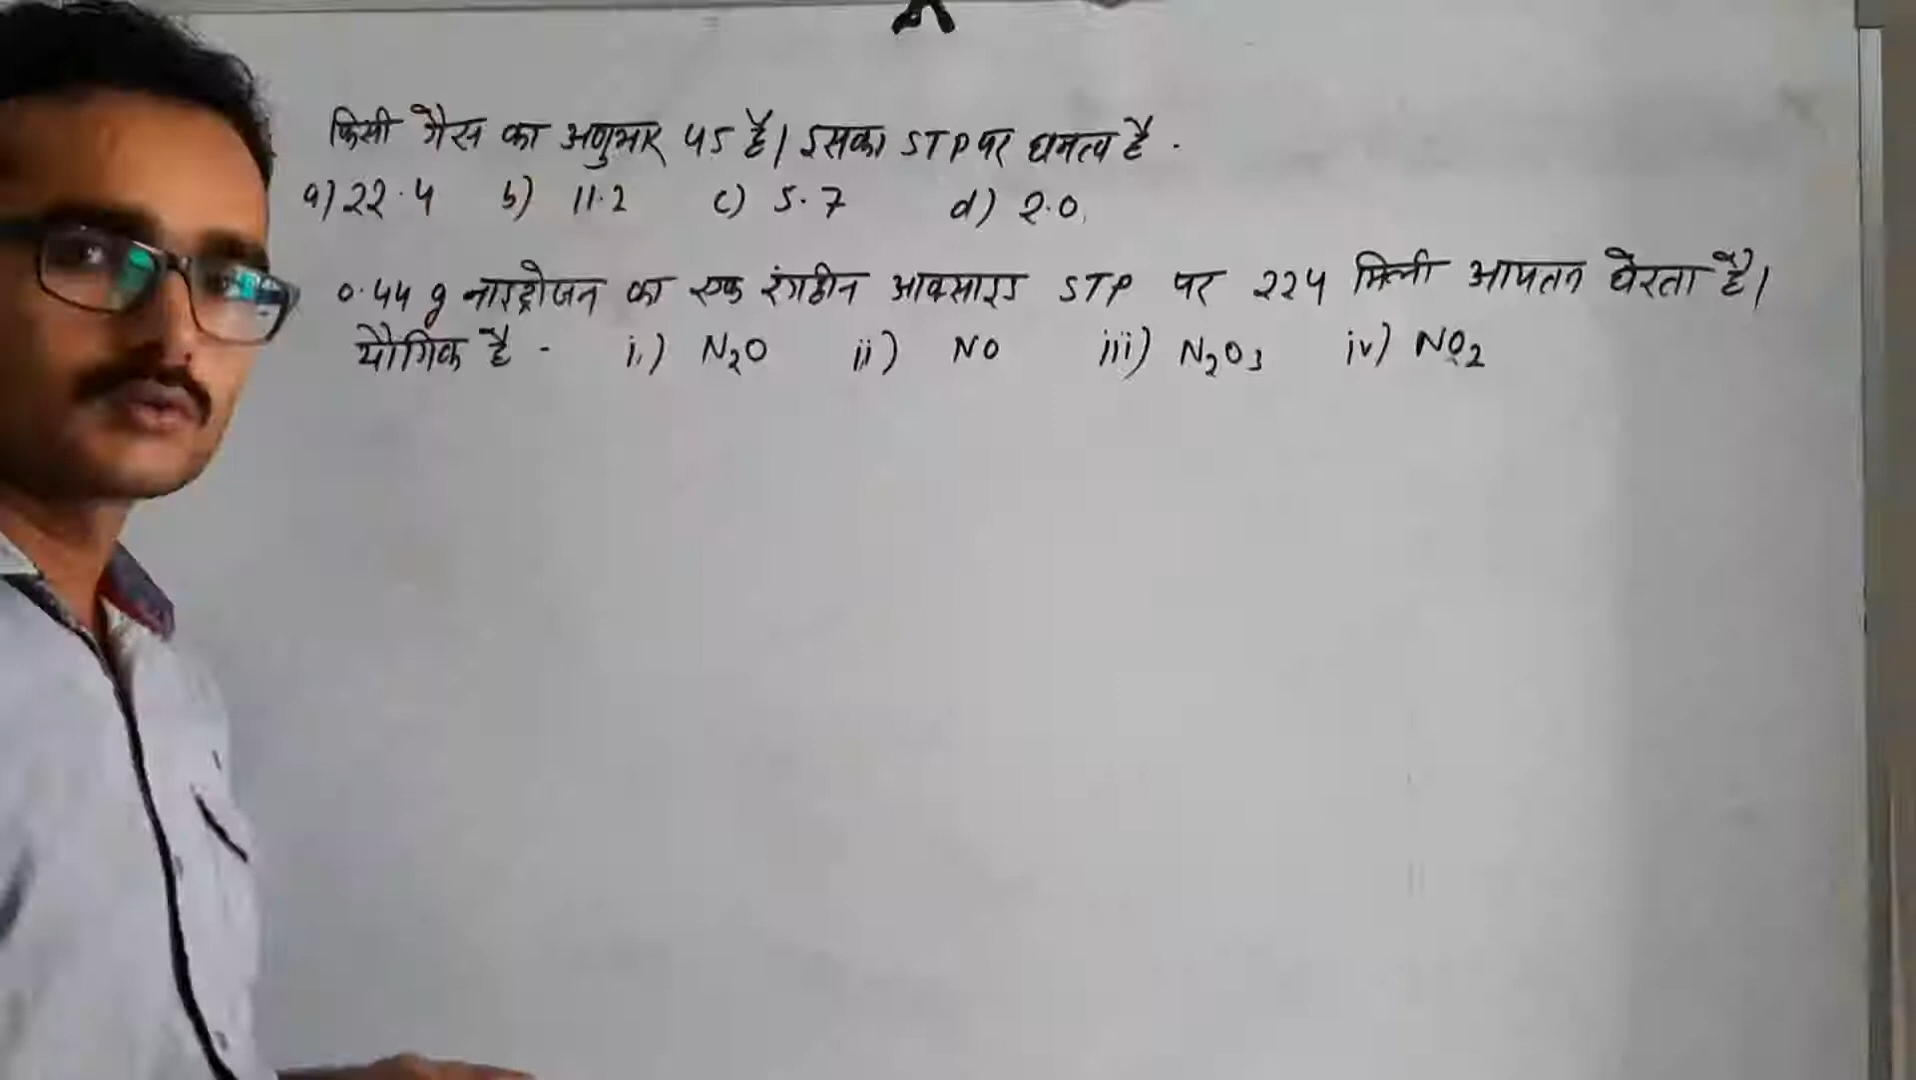 किसी गैस का अणुभार 45 है। इसका STP पर घनत्व है -
a) 22.4 b) 11.2 c) 5.7 d) 2.0
0.44 g नाइट्रोजन का एक रंगहीन आक्साइड STP पर 224 मिली आयतन घेरता है।
यौगिक है - i) N₂O ii) NO iii) N₂O₃ iv) NO₂